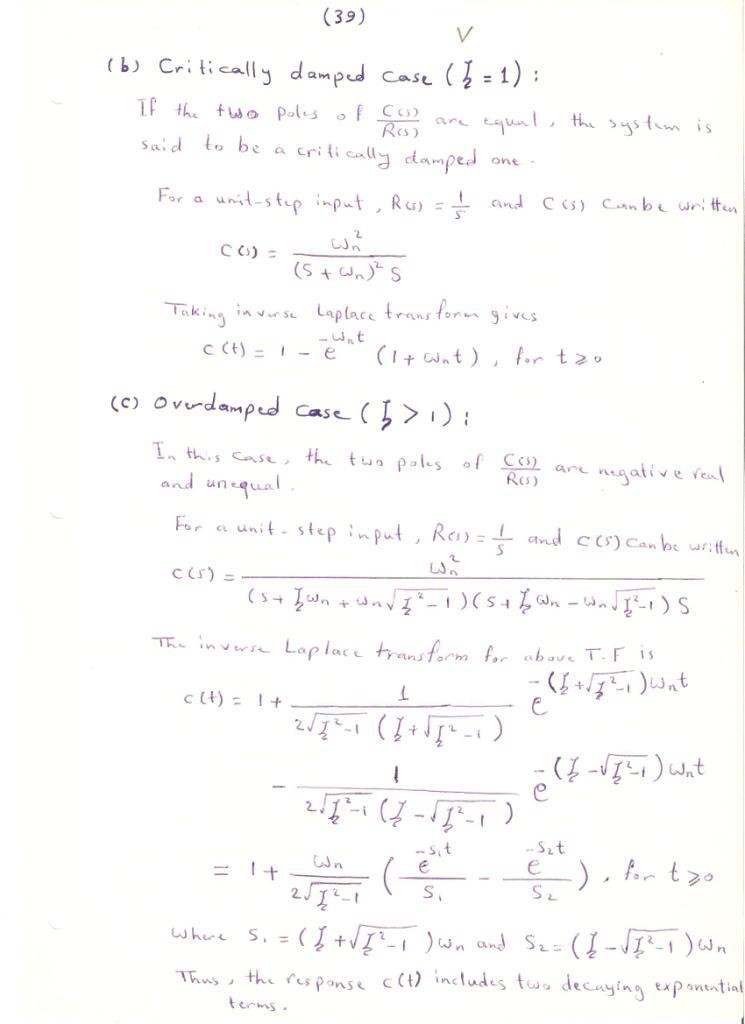 (39)
V
(b) Critically damped case (ζ = 1) :
If the two poles of C(s)/R(s) are equal, the system is
said to be a critically damped one.
For a unit-step input, R(s) = 1/s and C(s) can be written
C(s) = ωn² / (S + ωn)² S
Taking inverse Laplace transform gives
c(t) = 1 - e^(-ωnt) (1 + ωnt), for t ≥ 0
(c) Overdamped case (ζ > 1) :
In this case, the two poles of C(s)/R(s) are negative real
and unequal.
For a unit-step input, R(s) = 1/s and C(s) can be written
C(s) = ωn² / (s + ζωn + ωn√(ζ²-1))(s + ζωn - ωn√(ζ²-1)) S
The inverse Laplace transform for above T.F is
c(t) = 1 + 1/(2√(ζ²-1) (ζ + √(ζ²-1))) e^(-(ζ + √(ζ²-1))ωnt)
- 1/(2√(ζ²-1) (ζ - √(ζ²-1))) e^(-(ζ - √(ζ²-1))ωnt)
= 1 + ωn/(2√(ζ²-1)) (e^(-s₁t)/s₁ - e^(-s₂t)/s₂), for t ≥ 0
where s₁ = (ζ + √(ζ²-1))ωn and s₂ = (ζ - √(ζ²-1))ωn
Thus, the response c(t) includes two decaying exponential
terms.